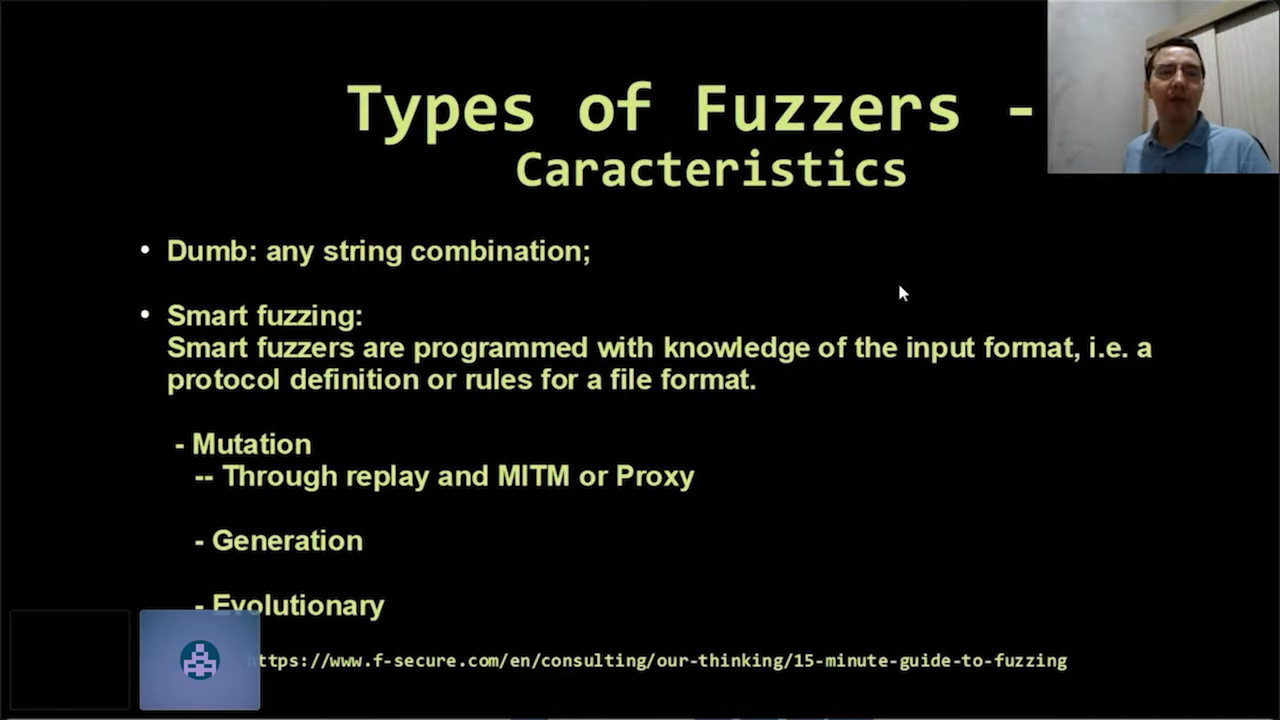 Types of Fuzzers -
Caracteristics
• Dumb: any string combination;
• Smart fuzzing:
Smart fuzzers are programmed with knowledge of the input format, i.e. a
protocol definition or rules for a file format.
- Mutation
-- Through replay and MITM or Proxy
- Generation
- Evolutionary
https://www.f-secure.com/en/consulting/our-thinking/15-minute-guide-to-fuzzing